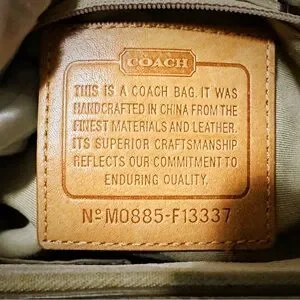 COACH
THIS IS A COACH BAG. IT WAS
HANDCRAFTED IN CHINA FROM THE
FINEST MATERIALS AND LEATHER.
ITS SUPERIOR CRAFTSMANSHIP
REFLECTS OUR COMMITMENT TO
ENDURING QUALITY.
Nº M0885-F13337